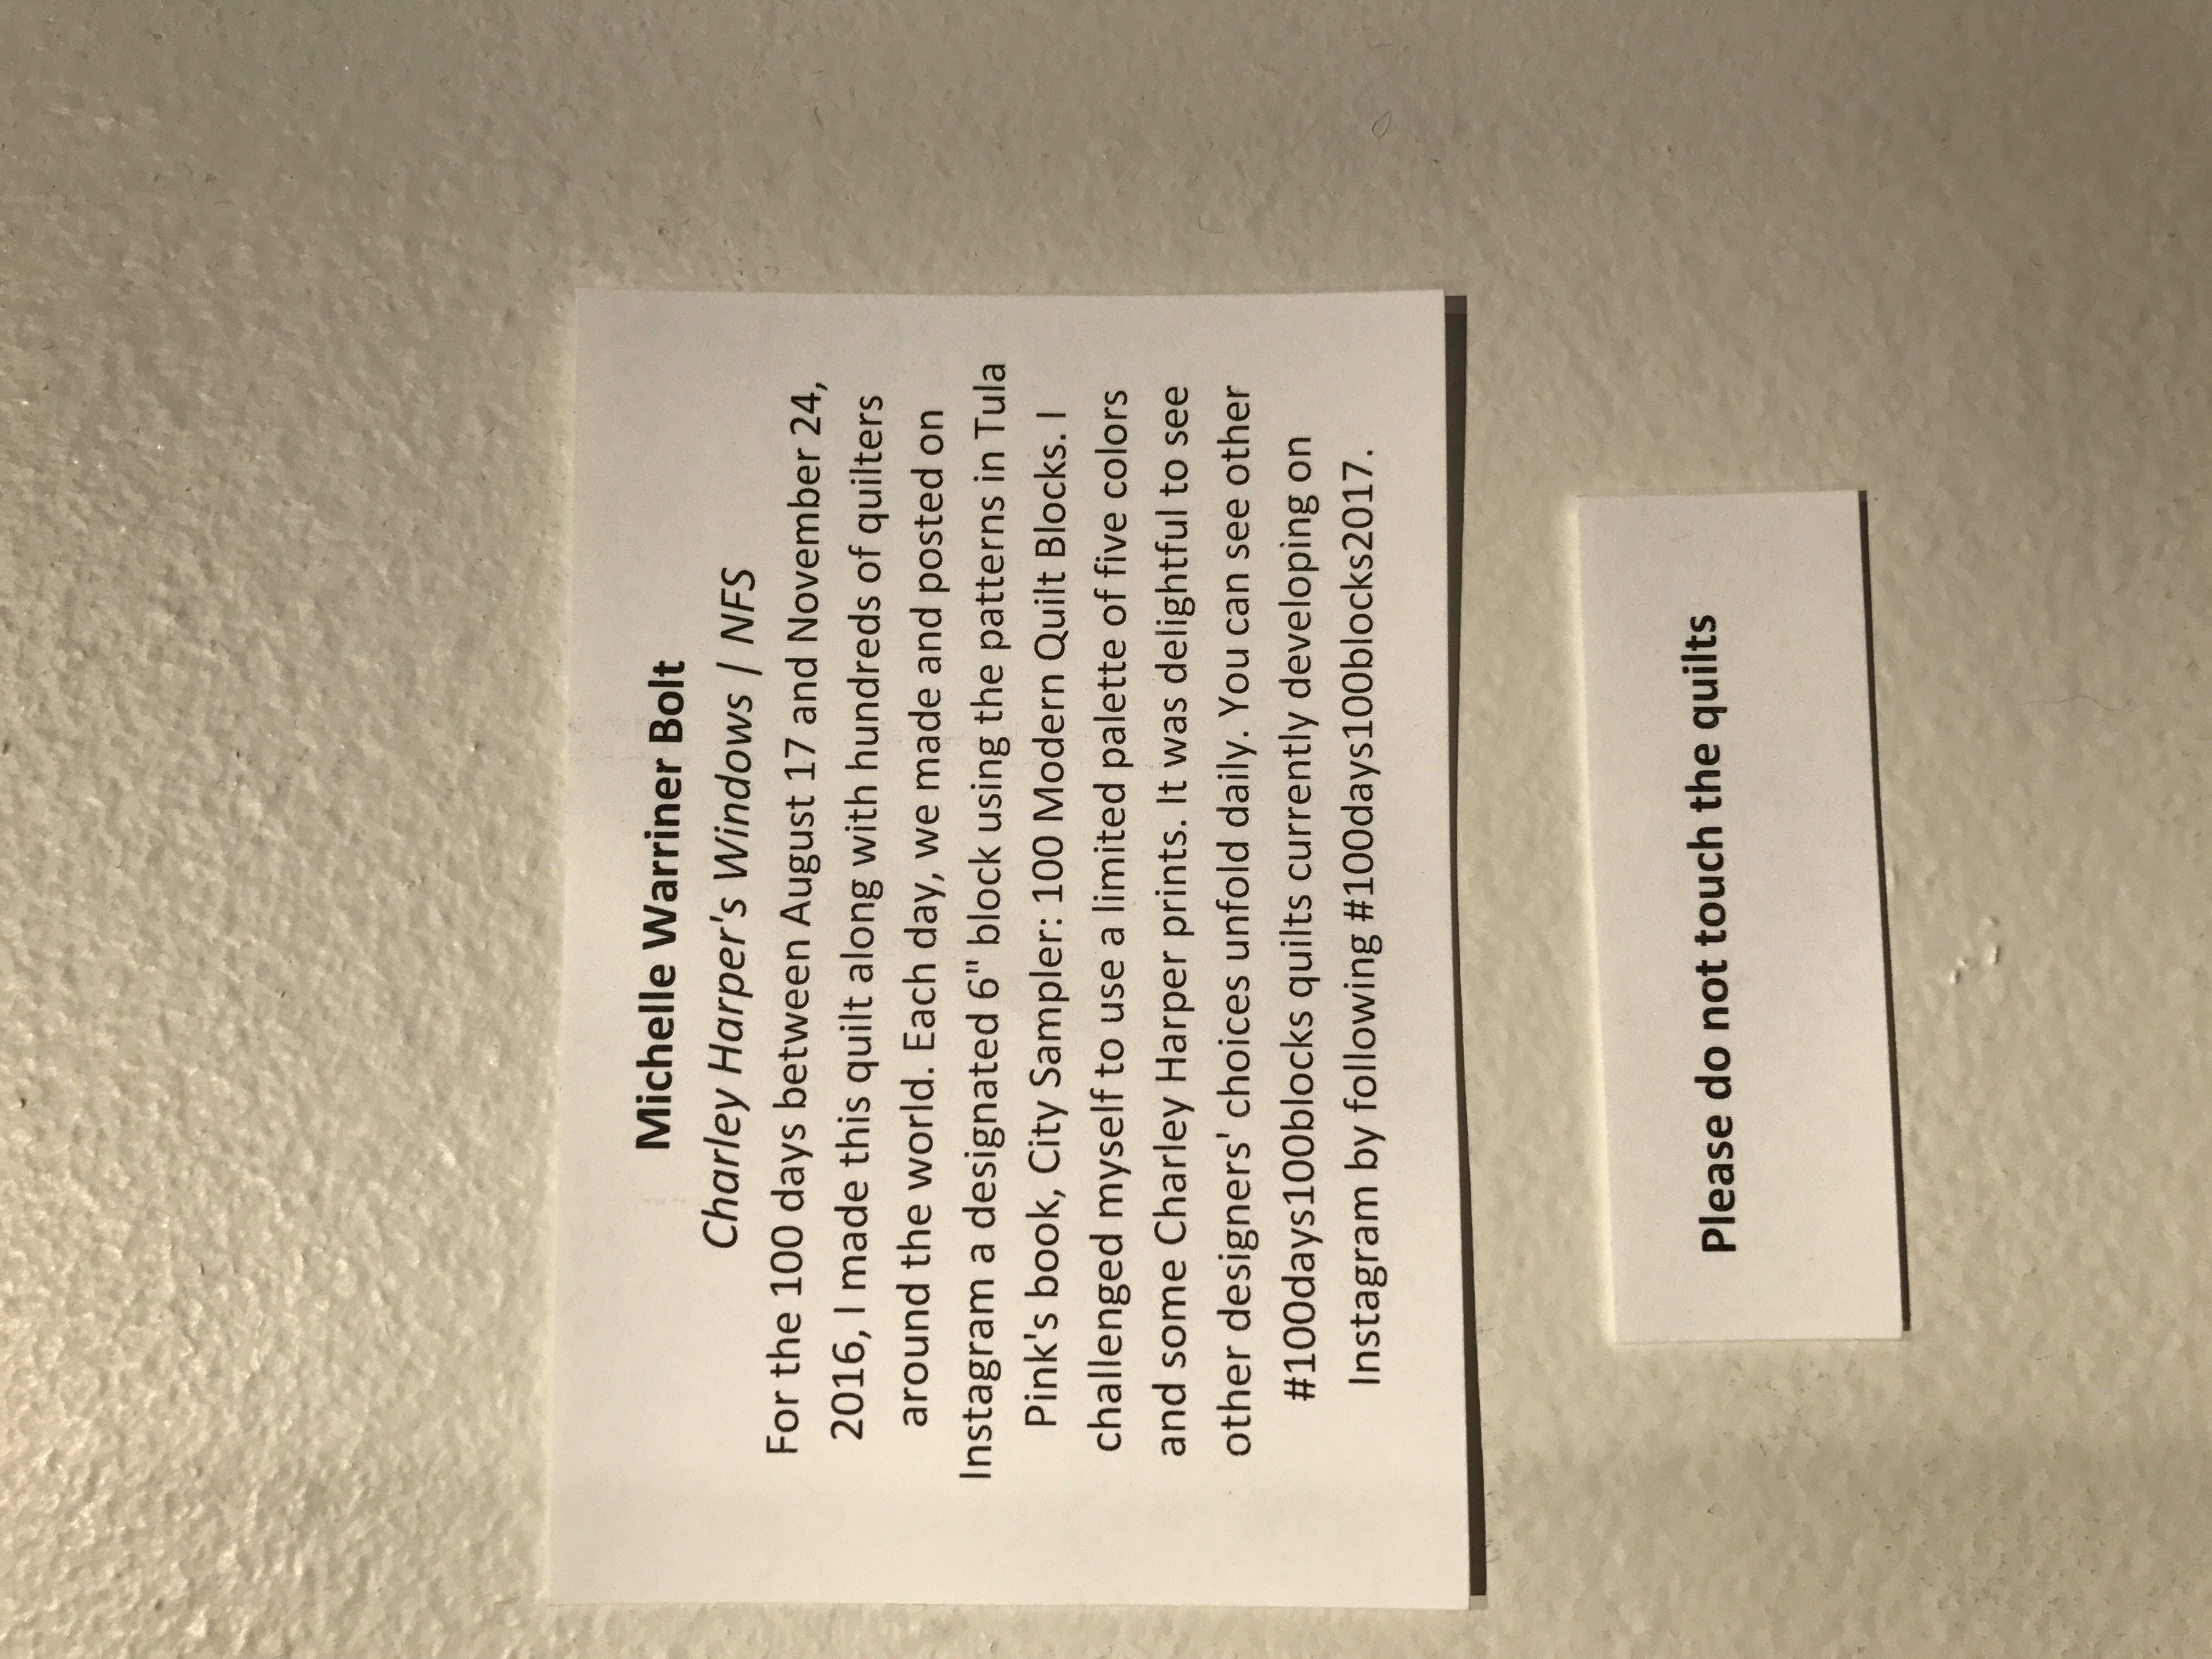 Michelle Warriner Bolt
Charley Harper's Windows | NFS
For the 100 days between August 17 and November 24,
2016, I made this quilt along with hundreds of quilters
around the world. Each day, we made and posted on
Instagram a designated 6" block using the patterns in Tula
Pink's book, City Sampler: 100 Modern Quilt Blocks. I
challenged myself to use a limited palette of five colors
and some Charley Harper prints. It was delightful to see
other designers' choices unfold daily. You can see other
#100days100blocks quilts currently developing on
Instagram by following #100days100blocks2017.
Please do not touch the quilts